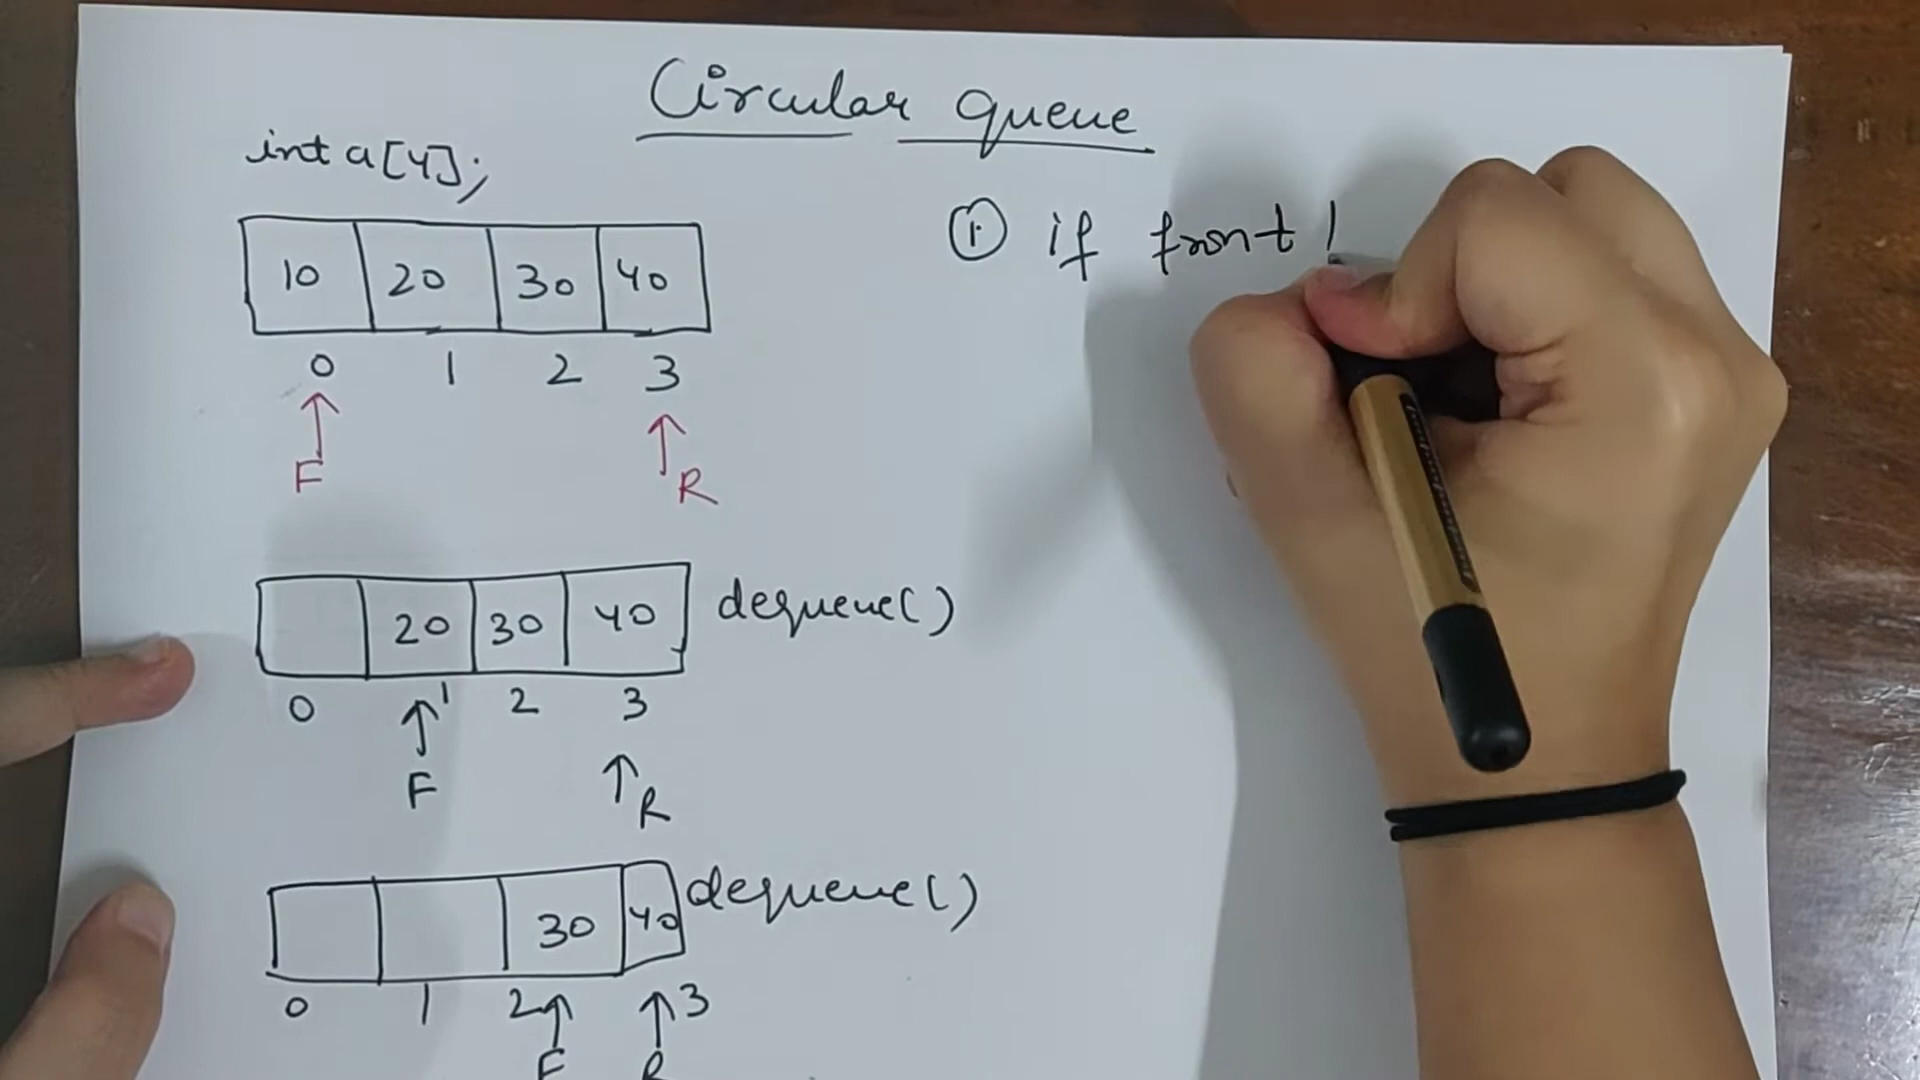 Circular queue
int a[4];
10 20 30 40
0 1 2 3
F R
① if front !
20 30 40 dequeue()
0 1 2 3
F R
30 40 dequeue()
0 1 2 3
F R